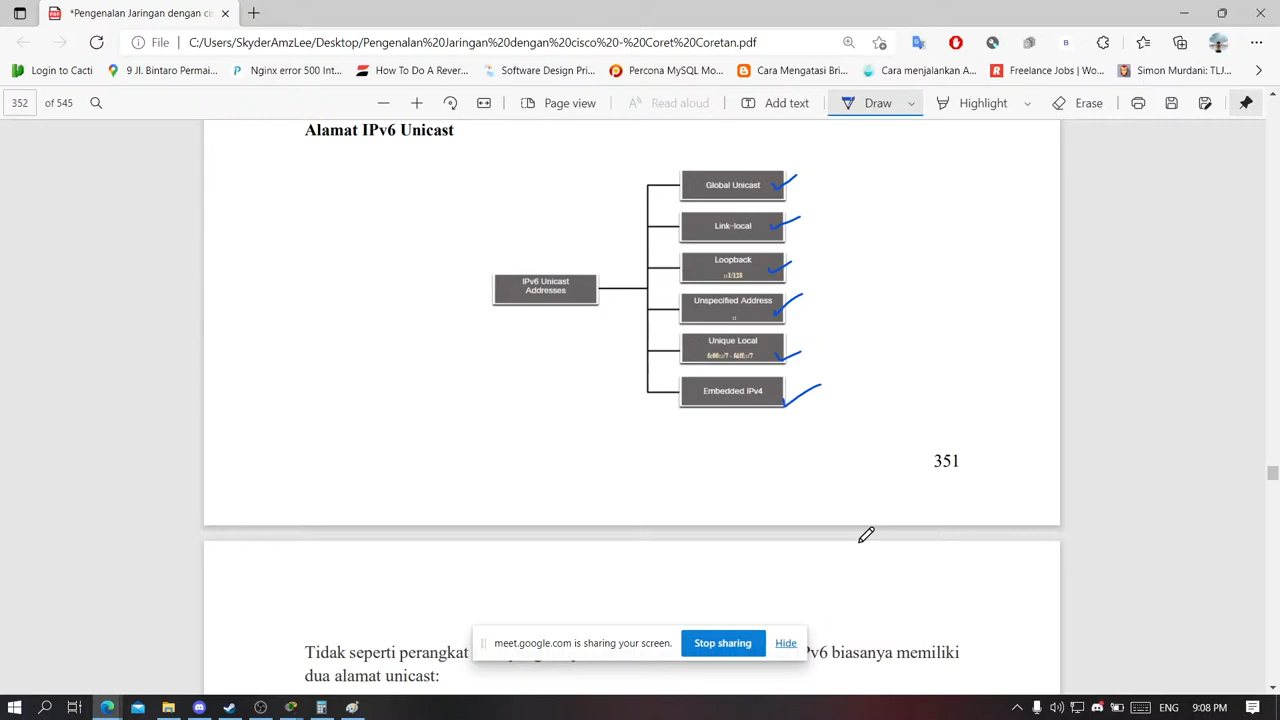 *Pengenalan Jaringan dengan cis
File
C:/Users/SkyderAmzLee/Desktop/Pengenalan%20Jaringan%20dengan%20cisco%20-%20Coret%20Coretan.pdf
Login to Cacti
9 Jl. Bintaro Permai...
Nginx error 500 Int...
How To Do A Rever...
Software Design Pri...
Percona MySQL Mo...
Cara Mengatasi Bri...
Cara menjalankan A...
Freelance Jobs | Wo...
Simon Murdani: TLJ...
352 of 545
Page view
Read aloud
Add text
Draw
Highlight
Erase
Alamat IPv6 Unicast
Global Unicast
Link-local
Loopback
::1/128
IPv6 Unicast
Addresses
Unspecified Address
::
Unique Local
Embedded IPv4
351
meet.google.com is sharing your screen.
Stop sharing
Hide
Tidak seperti perangkat
Pv6 biasanya memiliki
dua alamat unicast:
ENG
9:08 PM